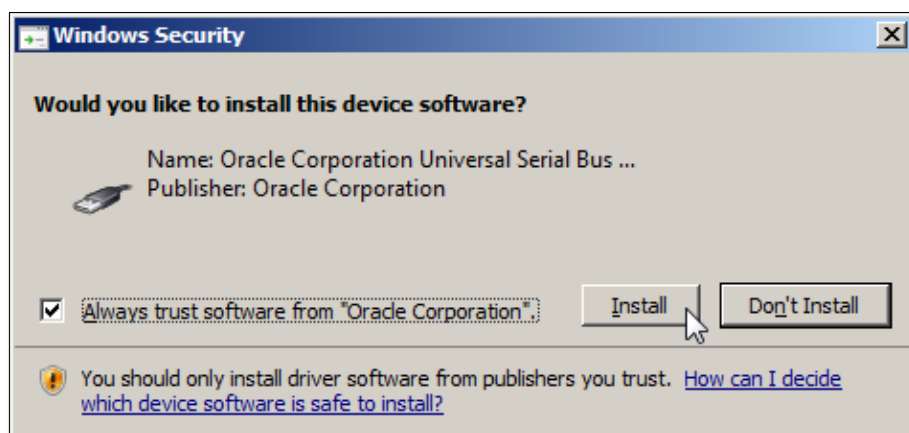 Windows Security
Would you like to install this device software?
Name: Oracle Corporation Universal Serial Bus ...
Publisher: Oracle Corporation
Always trust software from "Oracle Corporation".
Install
Don't Install
You should only install driver software from publishers you trust. How can I decide
which device software is safe to install?